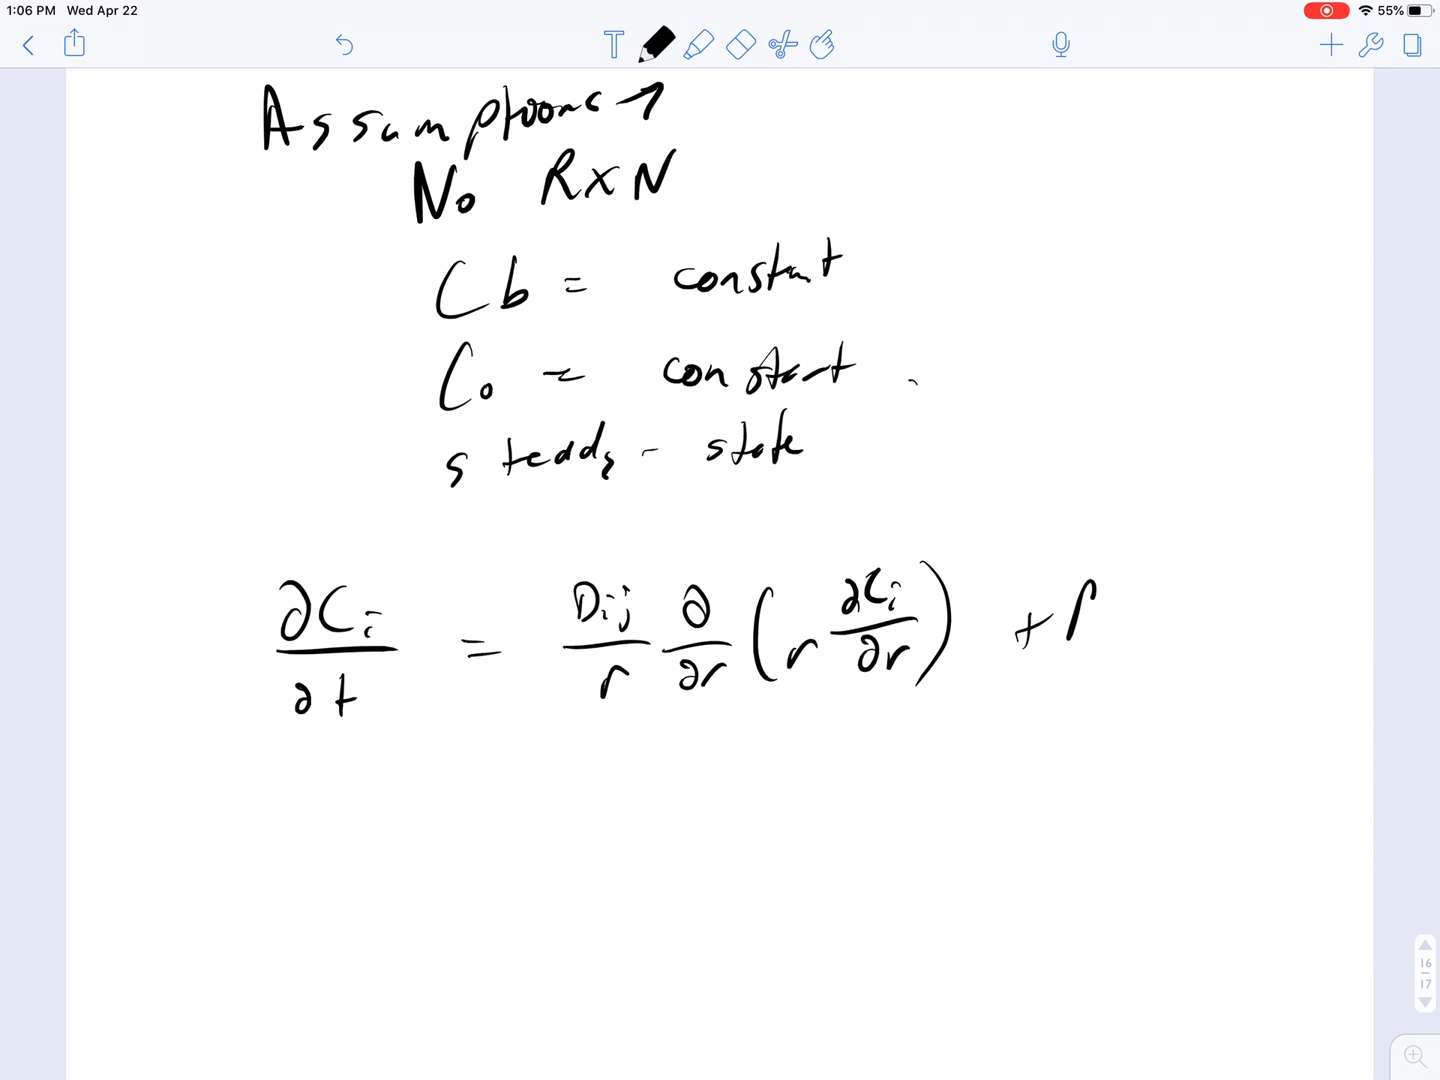 1:06 PM Wed Apr 22
55%
T
Assumptions →
No RXN
Cb = constant
Co = constant
steady - state
∂Ci/∂t = Dij/r ∂/∂r (r ∂Ci/∂r) + r
16
17